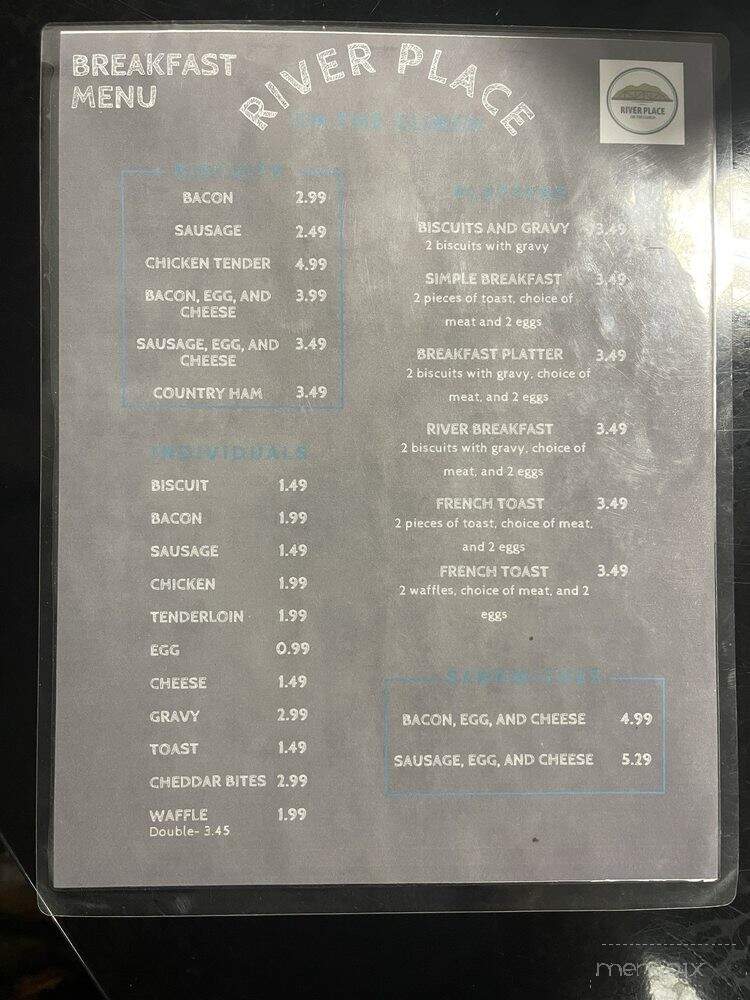 BREAKFAST
MENU
RIVER PLACE
RIVER PLACE
BISCUITS
BACON 2.99
SAUSAGE 2.49
CHICKEN TENDER 4.99
BACON, EGG, AND 3.99
CHEESE
SAUSAGE, EGG, AND 3.49
CHEESE
COUNTRY HAM 3.49
INDIVIDUALS
BISCUIT 1.49
BACON 1.99
SAUSAGE 1.49
CHICKEN 1.99
TENDERLOIN 1.99
EGG 0.99
CHEESE 1.49
GRAVY 2.99
TOAST 1.49
CHEDDAR BITES 2.99
WAFFLE 1.99
Double- 3.45
PLATTERS
BISCUITS AND GRAVY 3.49
2 biscuits with gravy
SIMPLE BREAKFAST 3.49
2 pieces of toast, choice of
meat and 2 eggs
BREAKFAST PLATTER 3.49
2 biscuits with gravy, choice of
meat, and 2 eggs
RIVER BREAKFAST 3.49
2 biscuits with gravy, choice of
meat, and 2 eggs
FRENCH TOAST 3.49
2 pieces of toast, choice of meat,
and 2 eggs
FRENCH TOAST 3.49
2 waffles, choice of meat, and 2
eggs
SANDWICHES
BACON, EGG, AND CHEESE 4.99
SAUSAGE, EGG, AND CHEESE 5.29
menupix